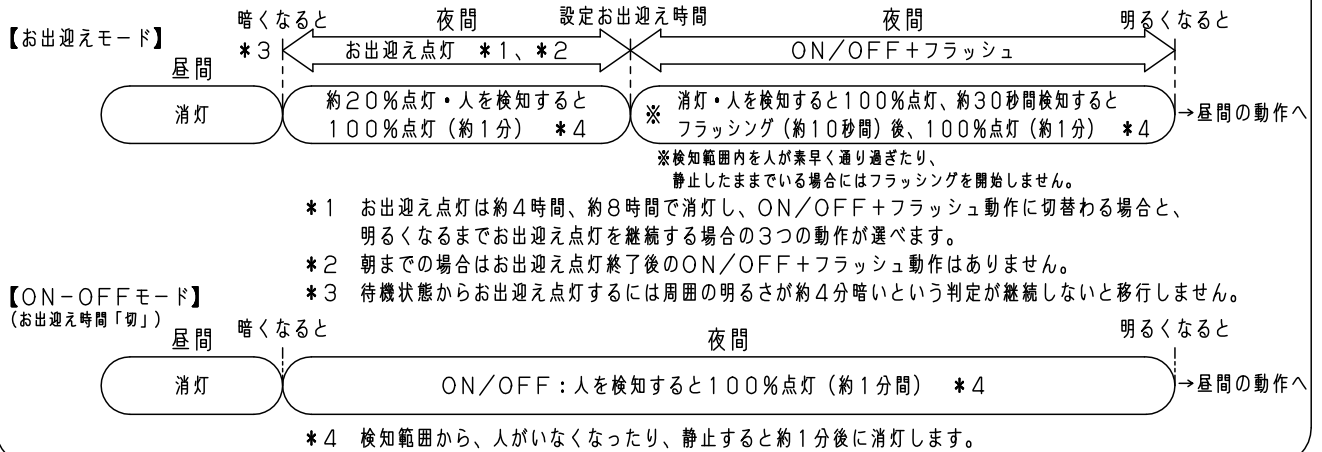 暗くなると 夜間 設定お出迎え時間 夜間 明るくなると
【お出迎えモード】 *3 お出迎え点灯 *1、*2 ON/OFF+フラッシュ
昼間
消灯
約20%点灯・人を検知すると
100%点灯(約1分) *4
※ 消灯・人を検知すると100%点灯、約30秒間検知すると
フラッシング(約10秒間)後、100%点灯(約1分) *4
→昼間の動作へ
※検知範囲内を人が素早く通り過ぎたり、
静止したままでいる場合にはフラッシングを開始しません。
*1 お出迎え点灯は約4時間、約8時間で消灯し、ON/OFF+フラッシュ動作に切替わる場合と、
明るくなるまでお出迎え点灯を継続する場合の3つの動作が選べます。
*2 朝までの場合はお出迎え点灯終了後のON/OFF+フラッシュ動作はありません。
*3 待機状態からお出迎え点灯するには周囲の明るさが約4分暗いという判定が継続しないと移行しません。
【ON-OFFモード】
(お出迎え時間「切」)
昼間 暗くなると 夜間 明るくなると
消灯 ON/OFF:人を検知すると100%点灯(約1分間) *4 →昼間の動作へ
*4 検知範囲から、人がいなくなったり、静止すると約1分後に消灯します。